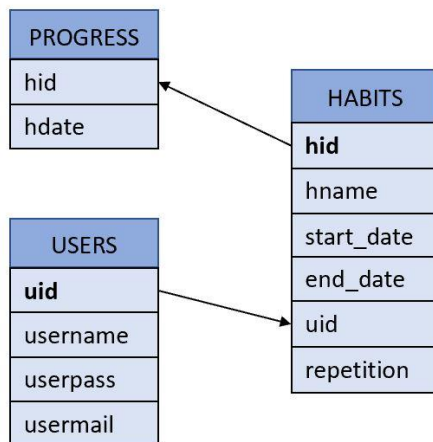 PROGRESS
hid
hdate
HABITS
hid
hname
start_date
end_date
uid
repetition
USERS
uid
username
userpass
usermail